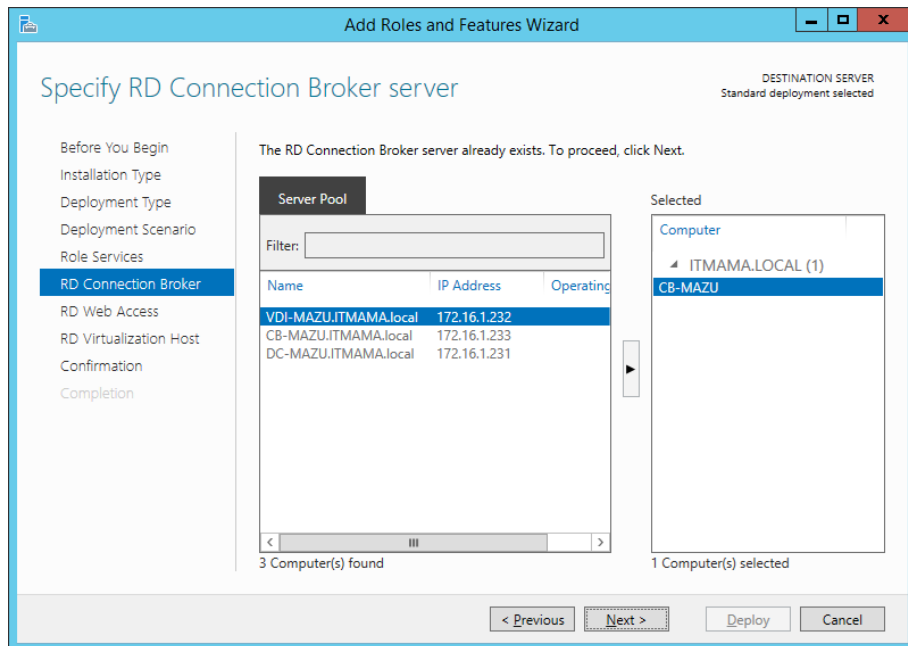 Add Roles and Features Wizard
Specify RD Connection Broker server
DESTINATION SERVER
Standard deployment selected
Before You Begin
Installation Type
Deployment Type
Deployment Scenario
Role Services
RD Connection Broker
RD Web Access
RD Virtualization Host
Confirmation
Completion
The RD Connection Broker server already exists. To proceed, click Next.
Server Pool
Filter:
Name IP Address Operating
VDI-MAZU.ITMAMA.local 172.16.1.232
CB-MAZU.ITMAMA.local 172.16.1.233
DC-MAZU.ITMAMA.local 172.16.1.231
3 Computer(s) found
Selected
Computer
ITMAMA.LOCAL (1)
CB-MAZU
1 Computer(s) selected
< Previous Next > Deploy Cancel